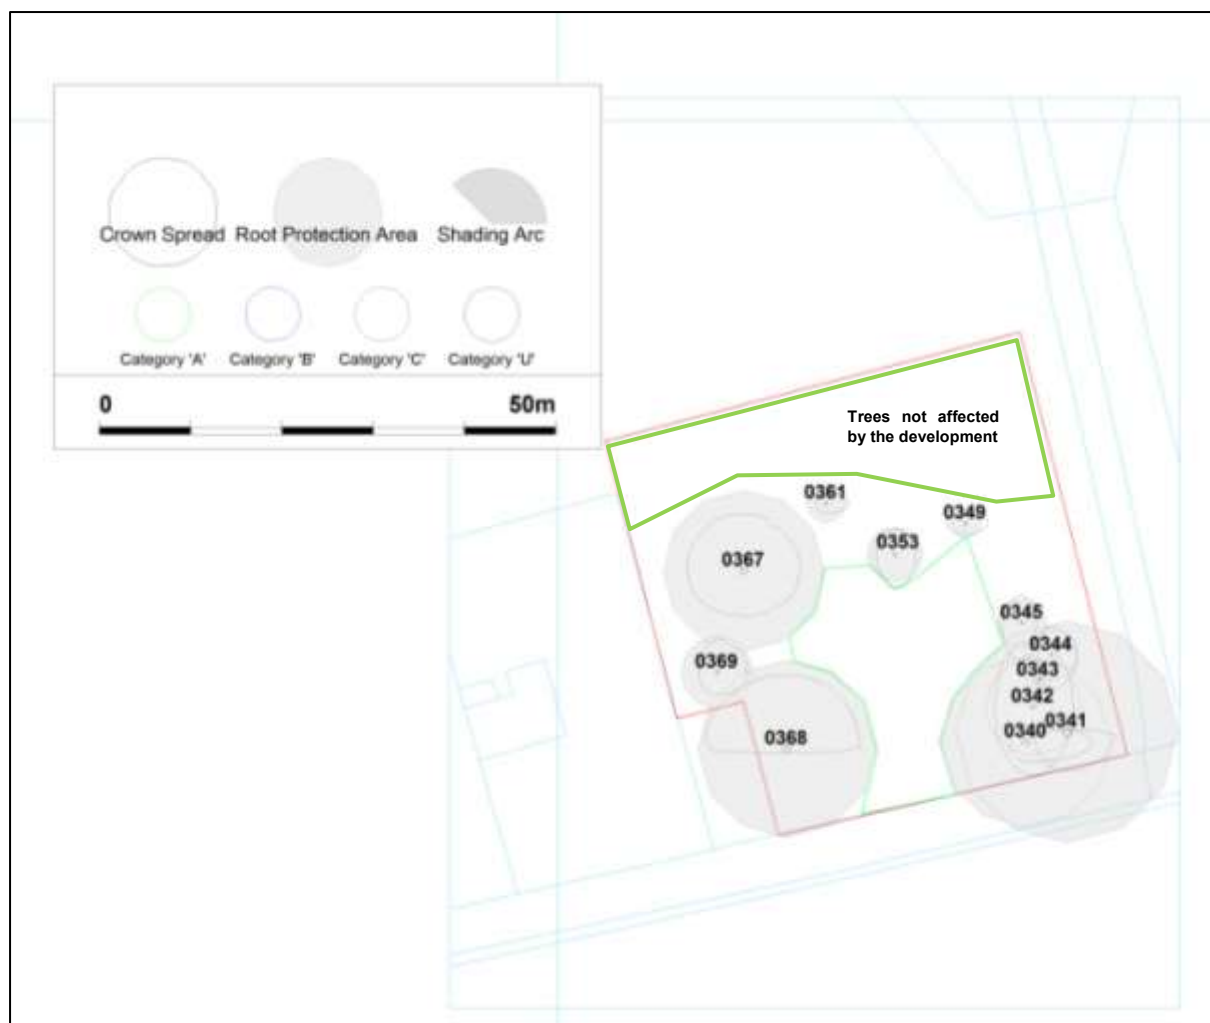 Crown Spread Root Protection Area Shading Arc
Category 'A' Category 'B' Category 'C' Category 'U'
0 50m
Trees not affected
by the development
0361
0349
0353
0367
0345
0344
0369
0343
0342
0341
0340
0368